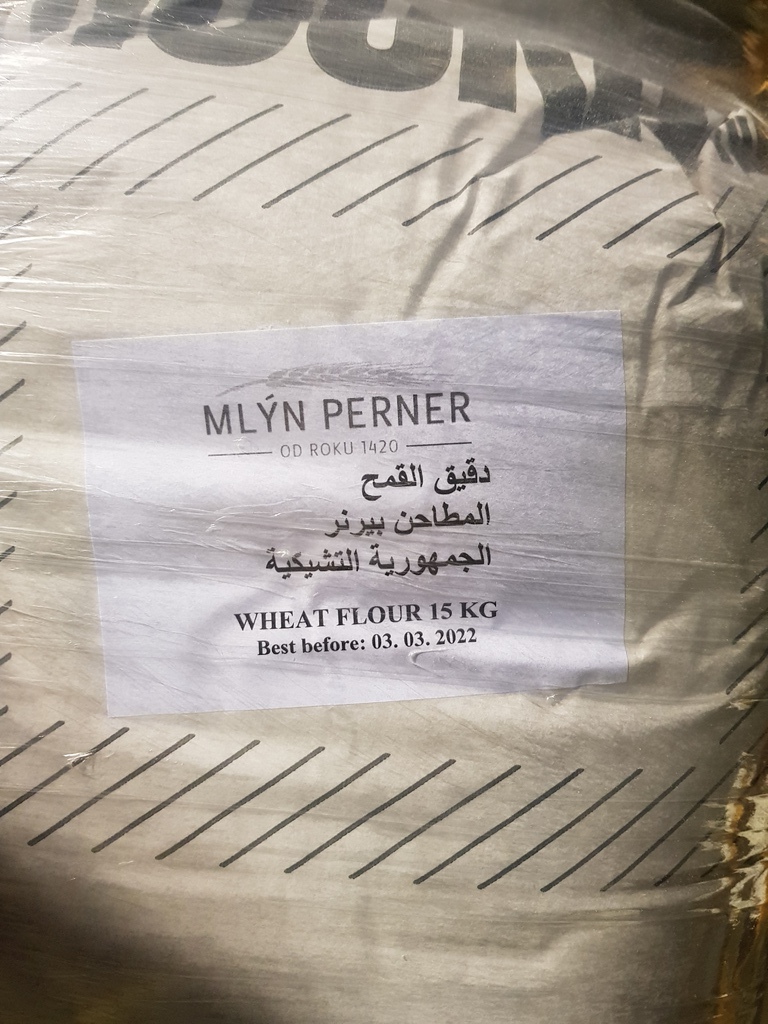 MLÝN PERNER
OD ROKU 1420
دقيق القمح
المطاحن بيرنر
الجمهورية التشيكية
WHEAT FLOUR 15 KG
Best before: 03. 03. 2022